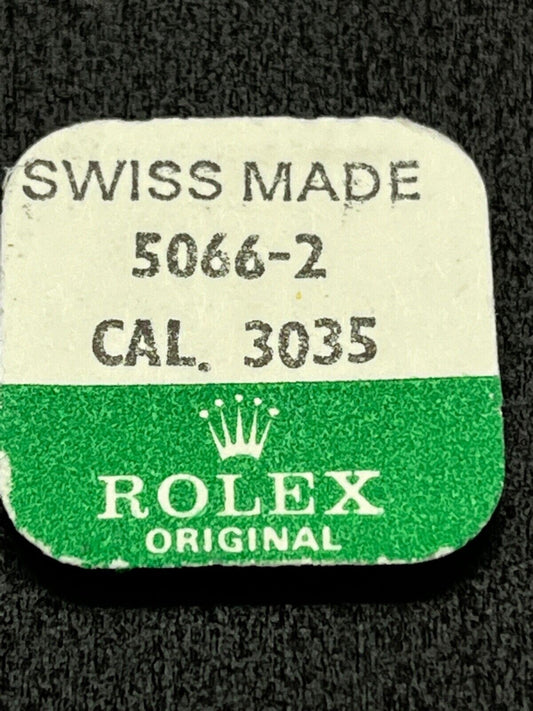 SWISS MADE
5066-2
CAL. 3035
ROLEX
ORIGINAL